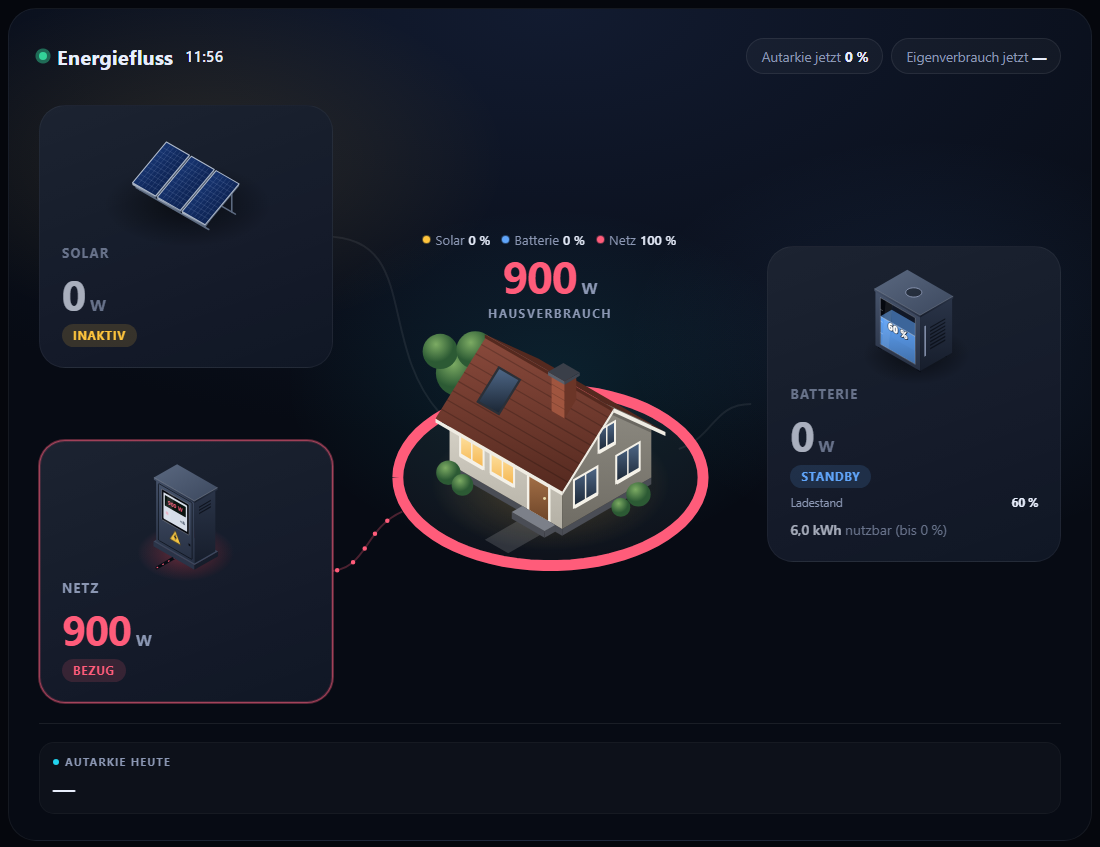 Energiefluss 11:56
Autarkie jetzt 0 %
Eigenverbrauch jetzt —
SOLAR
0 W
INAKTIV
Solar 0 % Batterie 0 % Netz 100 %
900 W
HAUSVERBRAUCH
60 %
BATTERIE
0 W
STANDBY
Ladestand 60 %
6,0 kWh nutzbar (bis 0 %)
NETZ
900 W
BEZUG
AUTARKIE HEUTE
—